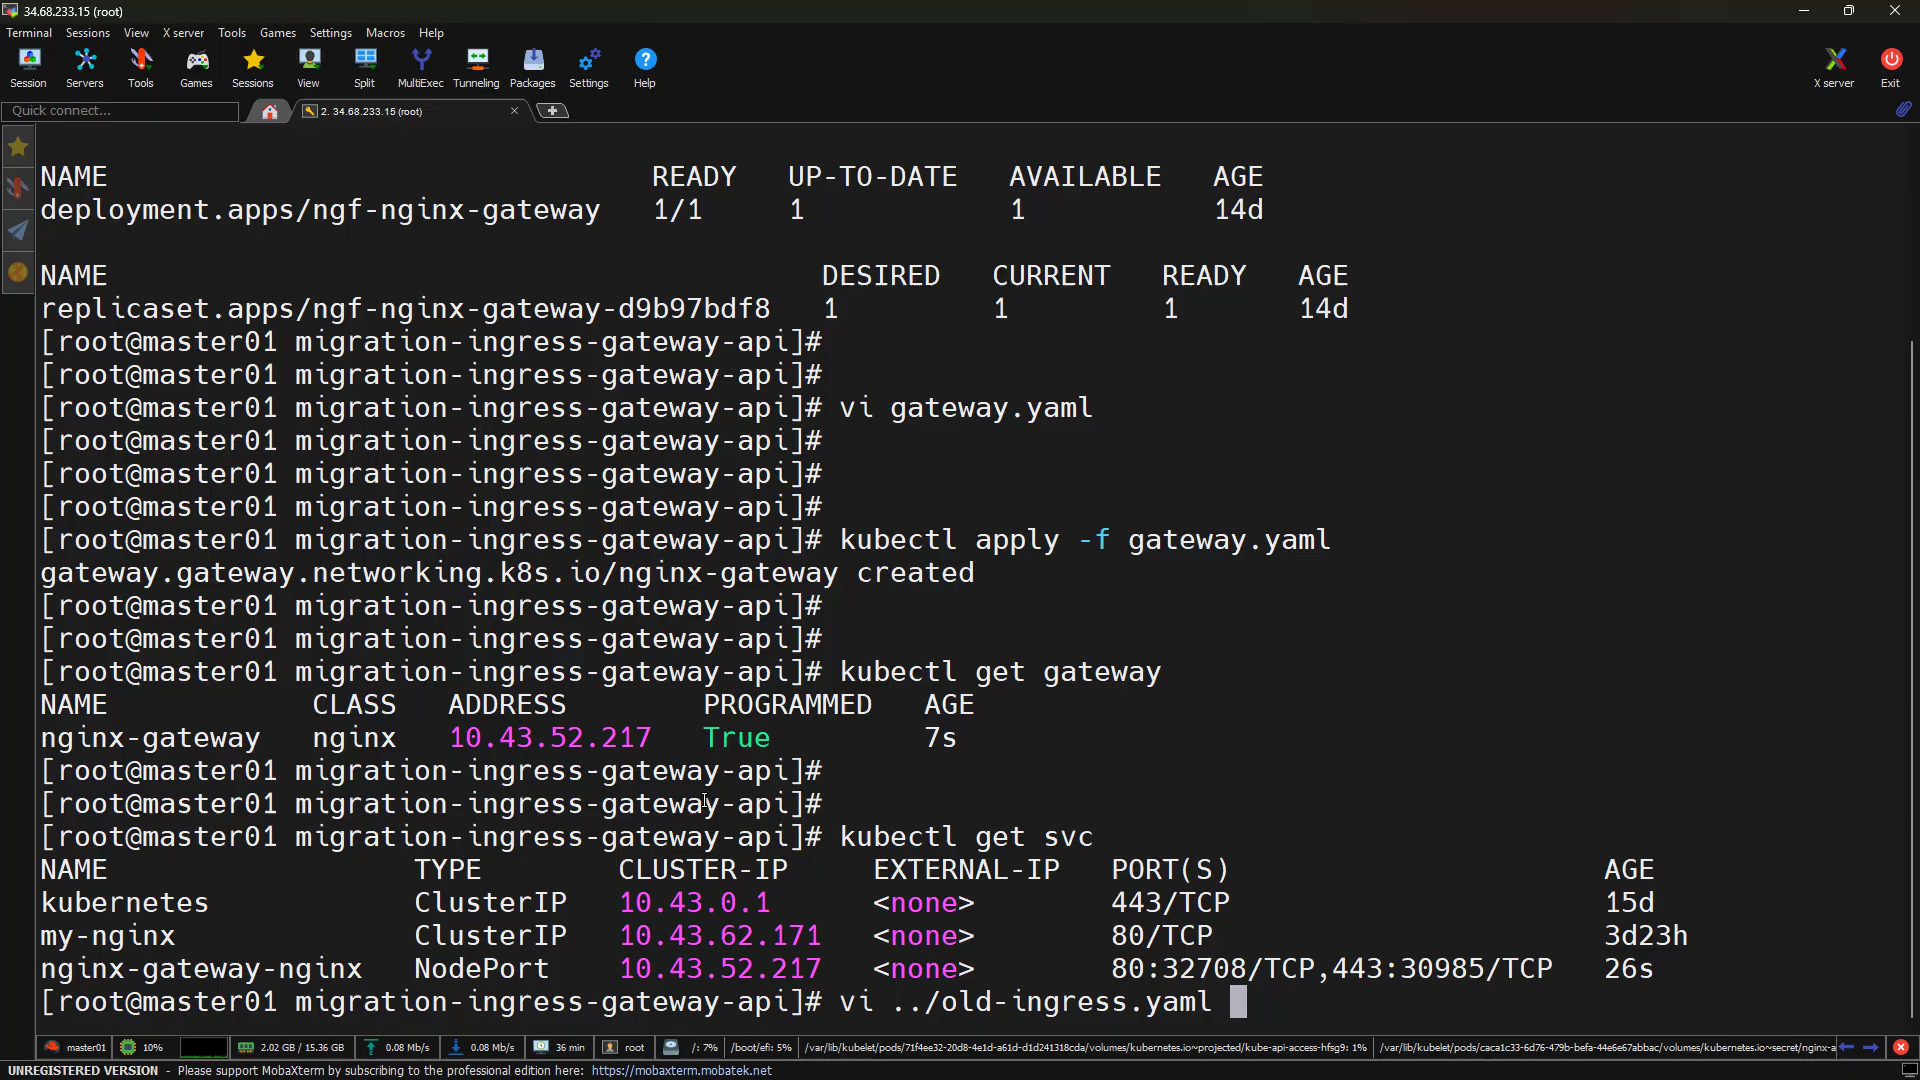 34.68.233.15 (root)
Terminal Sessions View X server Tools Games Settings Macros Help
Session Servers Tools Games Sessions View Split MultiExec Tunneling Packages Settings Help X server Exit
Quick connect... 2. 34.68.233.15 (root)
NAME READY UP-TO-DATE AVAILABLE AGE
deployment.apps/ngf-nginx-gateway 1/1 1 1 14d
NAME DESIRED CURRENT READY AGE
replicaset.apps/ngf-nginx-gateway-d9b97bdf8 1 1 1 14d
[root@master01 migration-ingress-gateway-api]#
[root@master01 migration-ingress-gateway-api]#
[root@master01 migration-ingress-gateway-api]# vi gateway.yaml
[root@master01 migration-ingress-gateway-api]#
[root@master01 migration-ingress-gateway-api]#
[root@master01 migration-ingress-gateway-api]#
[root@master01 migration-ingress-gateway-api]# kubectl apply -f gateway.yaml
gateway.gateway.networking.k8s.io/nginx-gateway created
[root@master01 migration-ingress-gateway-api]#
[root@master01 migration-ingress-gateway-api]#
[root@master01 migration-ingress-gateway-api]# kubectl get gateway
NAME CLASS ADDRESS PROGRAMMED AGE
nginx-gateway nginx 10.43.52.217 True 7s
[root@master01 migration-ingress-gateway-api]#
[root@master01 migration-ingress-gateway-api]#
[root@master01 migration-ingress-gateway-api]# kubectl get svc
NAME TYPE CLUSTER-IP EXTERNAL-IP PORT(S) AGE
kubernetes ClusterIP 10.43.0.1 <none> 443/TCP 15d
my-nginx ClusterIP 10.43.62.171 <none> 80/TCP 3d23h
nginx-gateway-nginx NodePort 10.43.52.217 <none> 80:32708/TCP,443:30985/TCP 26s
[root@master01 migration-ingress-gateway-api]# vi ../old-ingress.yaml
master01 10% 2.02 GB / 15.36 GB 0.08 Mb/s 0.08 Mb/s 36 min root /: 7% /boot/efi: 5% /var/lib/kubelet/pods/71f4ee32-20d8-4e1d-a61d-d1d241318cda/volumes/kubernetes.io~projected/kube-api-access-hfsg9: 1% /var/lib/kubelet/pods/caca1c33-6d76-479b-befa-44e6e67abbac/volumes/kubernetes.io~secret/nginx-a
UNREGISTERED VERSION - Please support MobaXterm by subscribing to the professional edition here: https://mobaxterm.mobatek.net